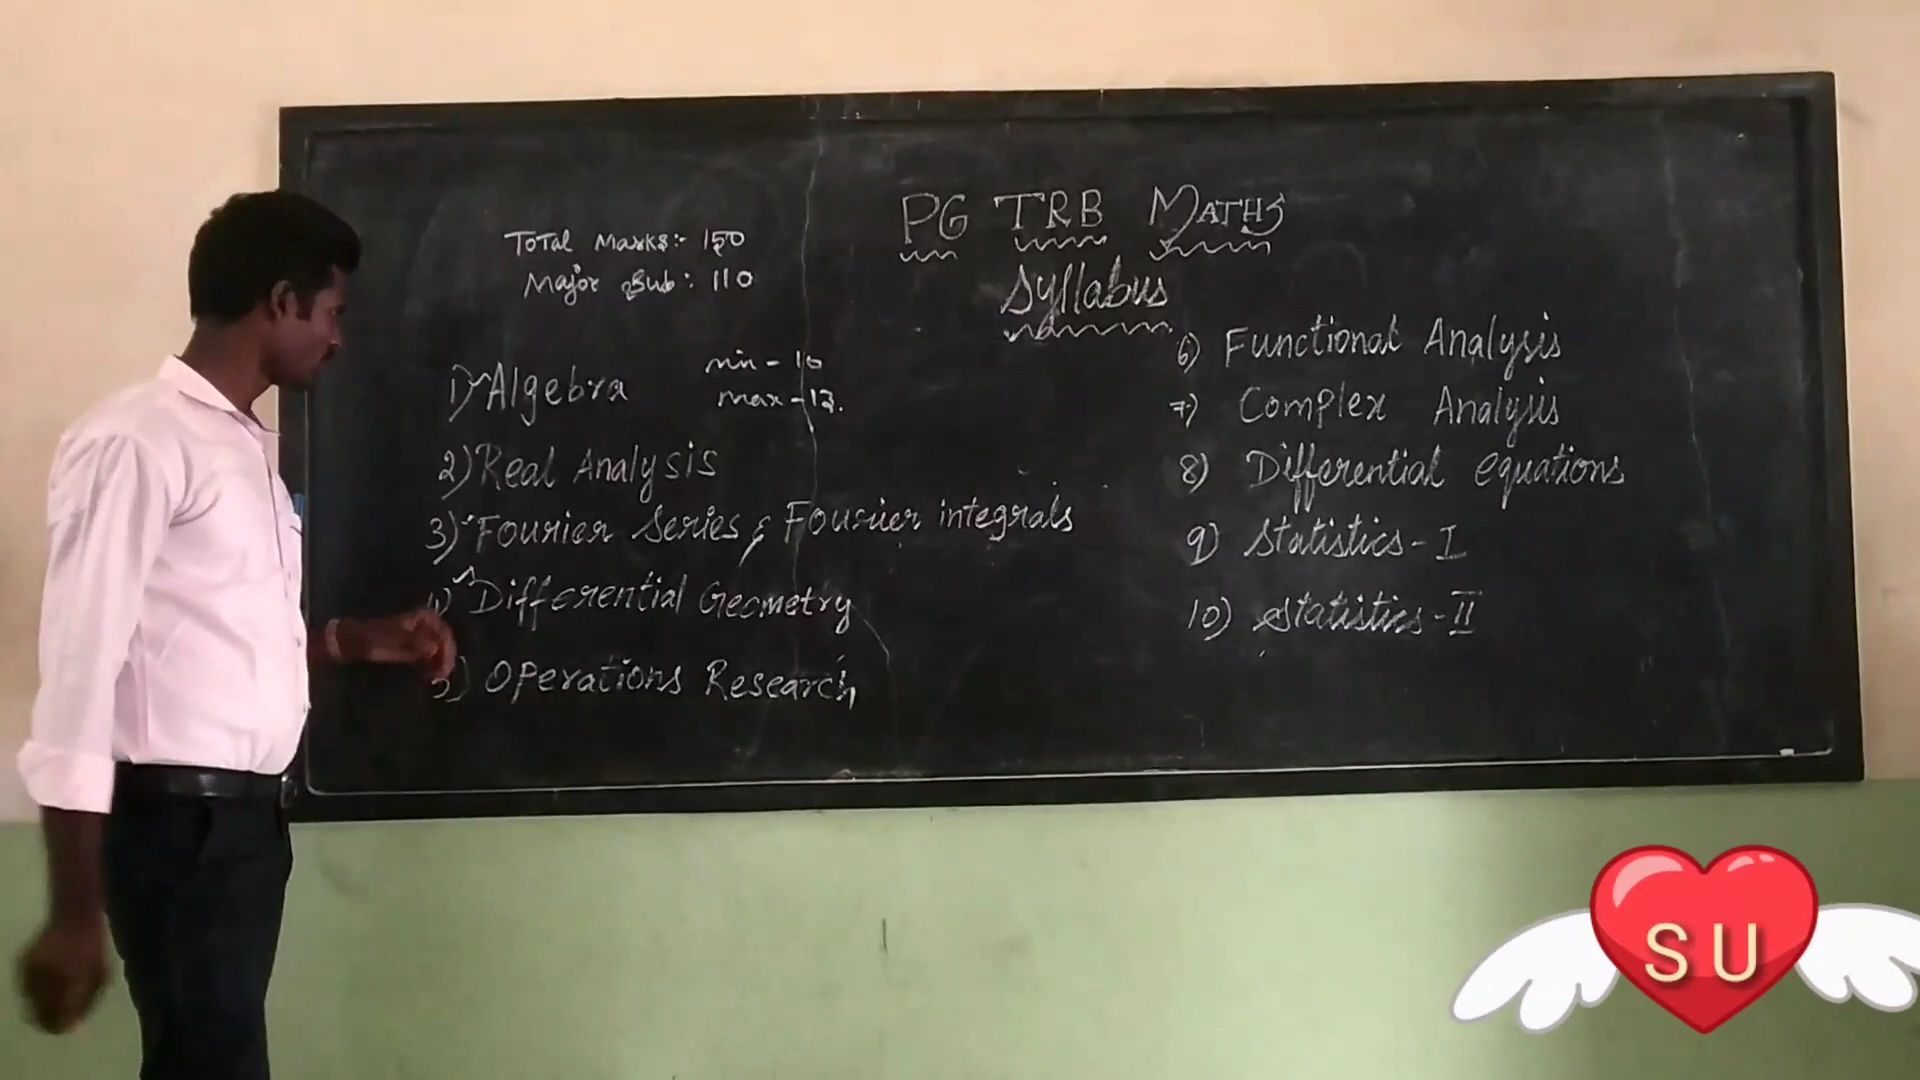 PG TRB MATHS
Syllabus
Total Marks:- 150
Major Sub: 110
1) Algebra
min - 10
max - 12.
2) Real Analysis
3) Fourier Series & Fourier integrals
4) Differential Geometry
5) Operations Research
6) Functional Analysis
7) Complex Analysis
8) Differential equations
9) Statistics - I
10) Statistics - II
S U